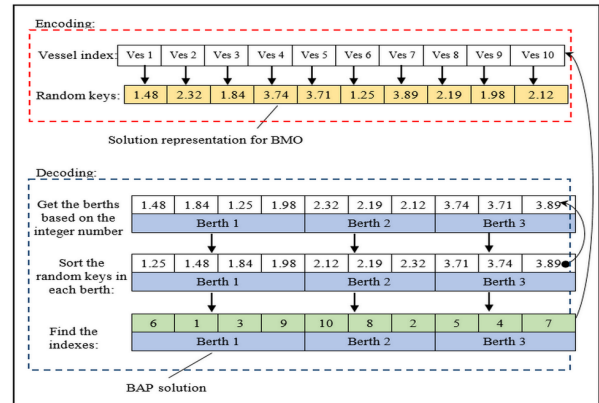 Encoding:
Vessel index: Ves 1 Ves 2 Ves 3 Ves 4 Ves 5 Ves 6 Ves 7 Ves 8 Ves 9 Ves 10
Random keys: 1.48 2.32 1.84 3.74 3.71 1.25 3.89 2.19 1.98 2.12
Solution representation for BMO
Decoding:
Get the berths
based on the
integer number
1.48 1.84 1.25 1.98 2.32 2.19 2.12 3.74 3.71 3.89
Berth 1 Berth 2 Berth 3
Sort the
random keys in
each berth:
1.25 1.48 1.84 1.98 2.12 2.19 2.32 3.71 3.74 3.89
Berth 1 Berth 2 Berth 3
Find the
indexes:
6 1 3 9 10 8 2 5 4 7
Berth 1 Berth 2 Berth 3
BAP solution